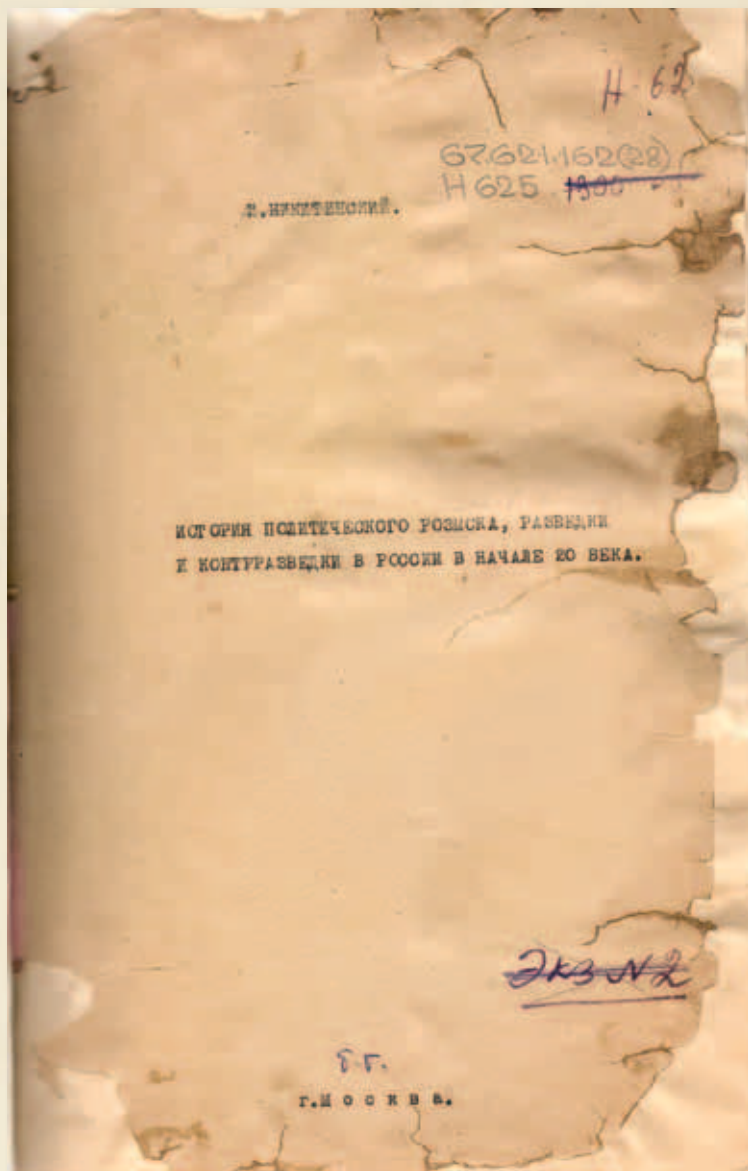 Н-62
67.621.162(28)
Н 625 1900
НИКИТИНСКИЙ.
ИСТОРИЯ ПОЛИТИЧЕСКОГО РОЗЫСКА, РАЗВЕДКИ
И КОНТРРАЗВЕДКИ В РОССИИ В НАЧАЛЕ 20 ВЕКА.
Экз № 2
б.г.
г.Москва.